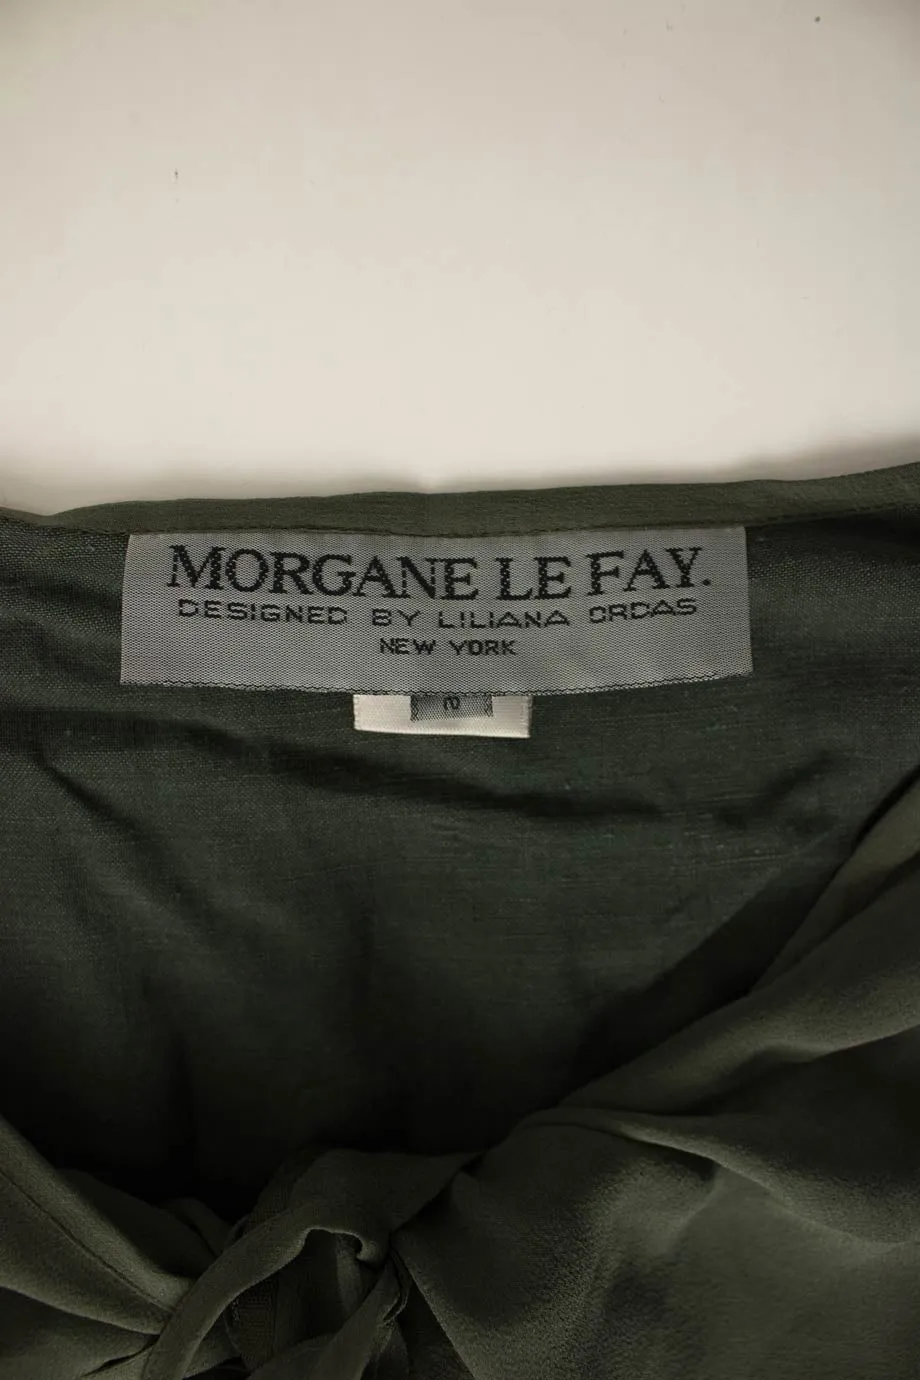 MORGANE LE FAY.
DESIGNED BY LILIANA ORDAS
NEW YORK